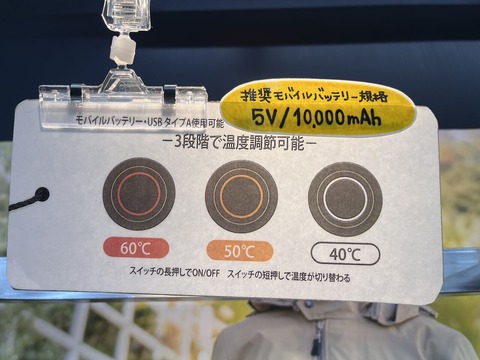 推奨モバイルバッテリー規格
5V/10,000mAh
モバイルバッテリー・USBタイプA使用可能
ー3段階で温度調節可能ー
60℃ 50℃ 40℃
スイッチの長押しでON/OFF スイッチの短押しで温度が切り替わる